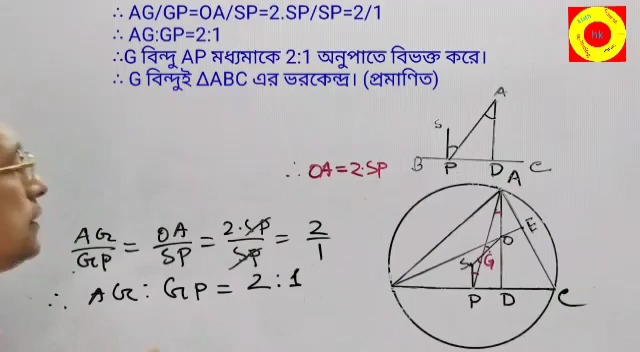 ∴ AG/GP=OA/SP=2.SP/SP=2/1
∴ AG:GP=2:1
∴G বিন্দু AP মধ্যমাকে 2:1 অনুপাতে বিভক্ত করে।
∴ G বিন্দুই ΔABC এর ভরকেন্দ্র। (প্রমাণিত)
hk
A
S
B P D C
∴ OA = 2·SP
A
E
O
S G
P D C
AG/GP = OA/SP = 2·SP/SP = 2/1
∴ AG : GP = 2:1